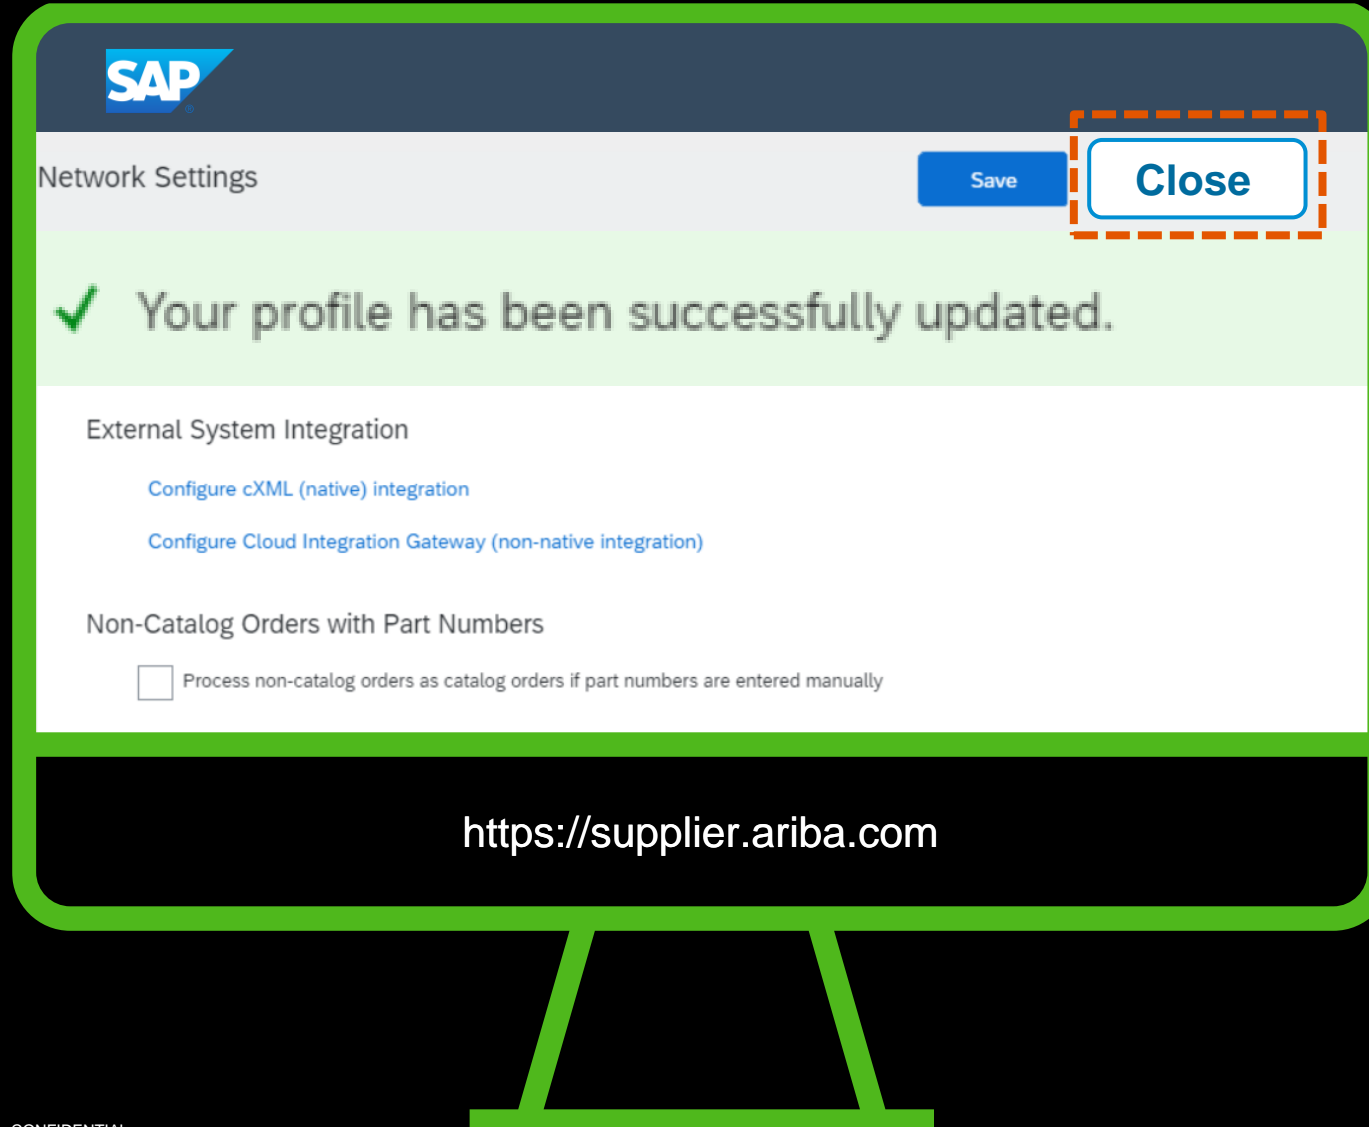 SAP
Network Settings
Save
Close
Your profile has been successfully updated.
External System Integration
Configure cXML (native) integration
Configure Cloud Integration Gateway (non-native integration)
Non-Catalog Orders with Part Numbers
Process non-catalog orders as catalog orders if part numbers are entered manually
https://supplier.ariba.com
CONFIDENTIAL